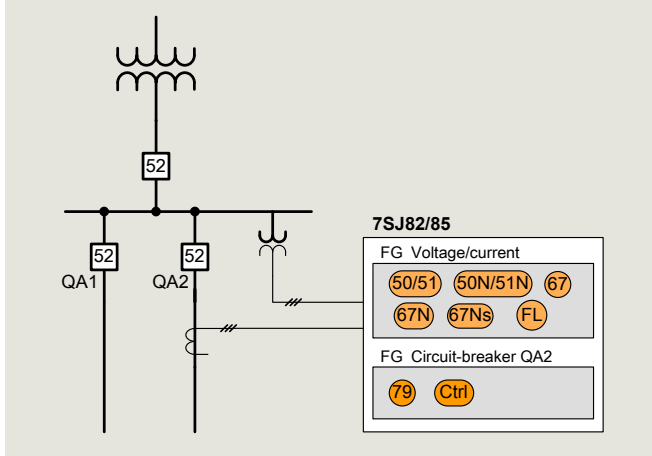 52
52
52
QA1
QA2
7SJ82/85
FG Voltage/current
50/51 50N/51N 67
67N 67Ns FL
FG Circuit-breaker QA2
79 Ctrl